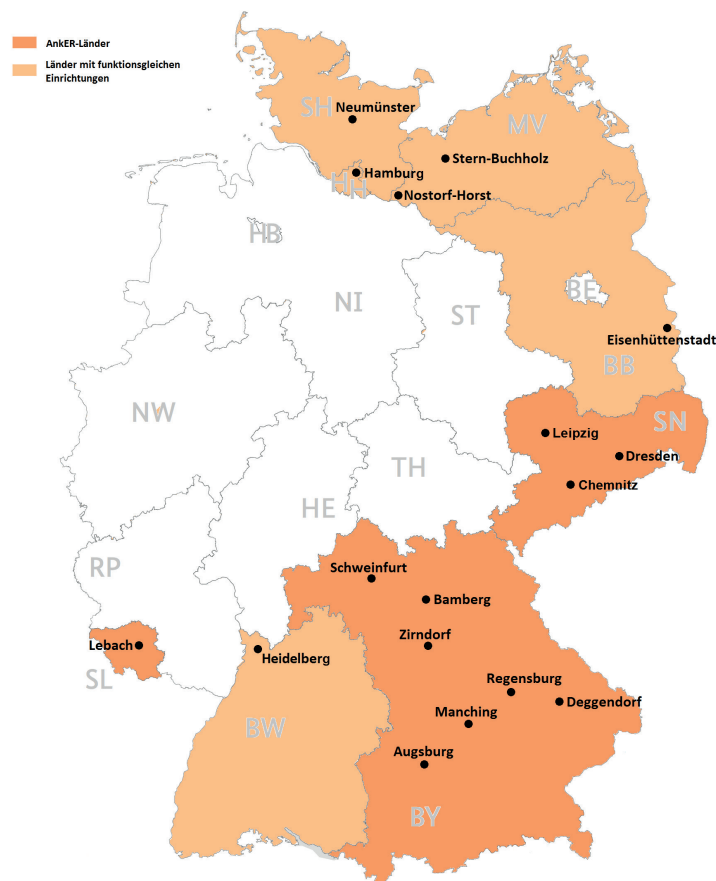 AnkER-Länder
Länder mit funktionsgleichen
Einrichtungen
SH
Neumünster
MV
Stern-Buchholz
Hamburg
HH
Nostorf-Horst
HB
NI
ST
BE
Eisenhüttenstadt
BB
NW
SN
Leipzig
Dresden
TH
Chemnitz
HE
RP
Schweinfurt
Bamberg
Zirndorf
Lebach
Heidelberg
SL
Regensburg
Deggendorf
Manching
BW
Augsburg
BY